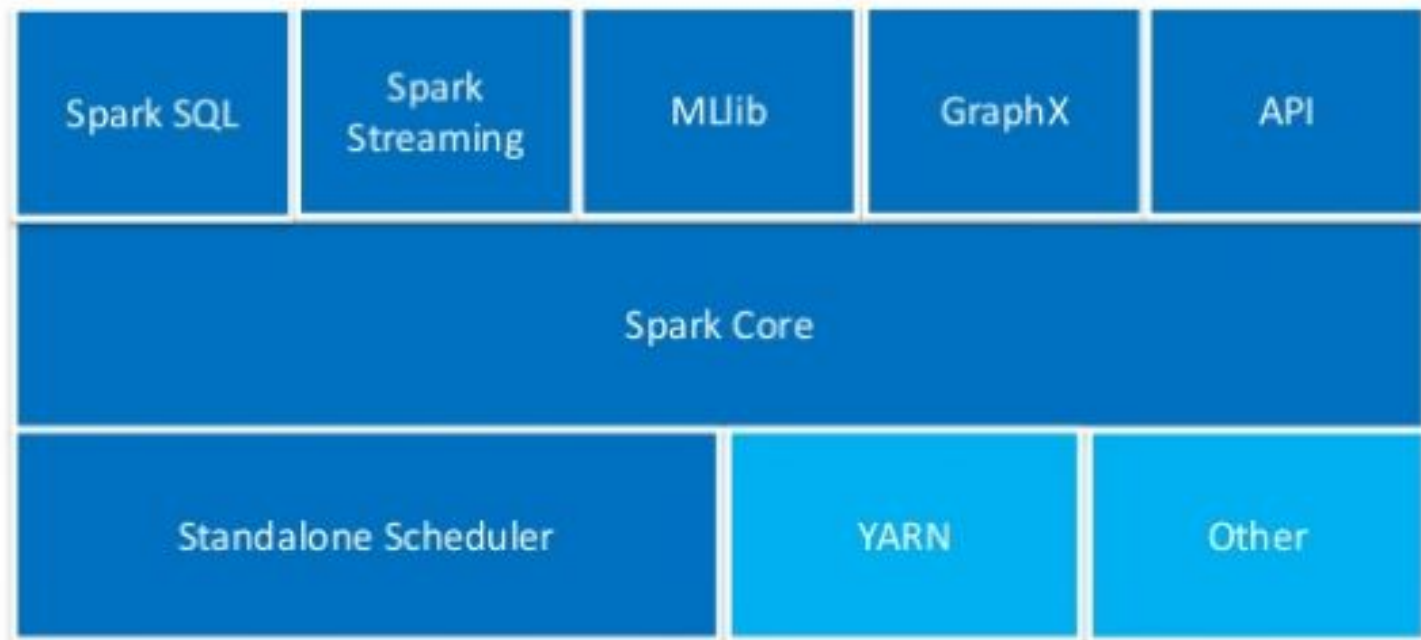 Spark SQL
Spark
Streaming
MLlib
GraphX
API
Spark Core
Standalone Scheduler
YARN
Other